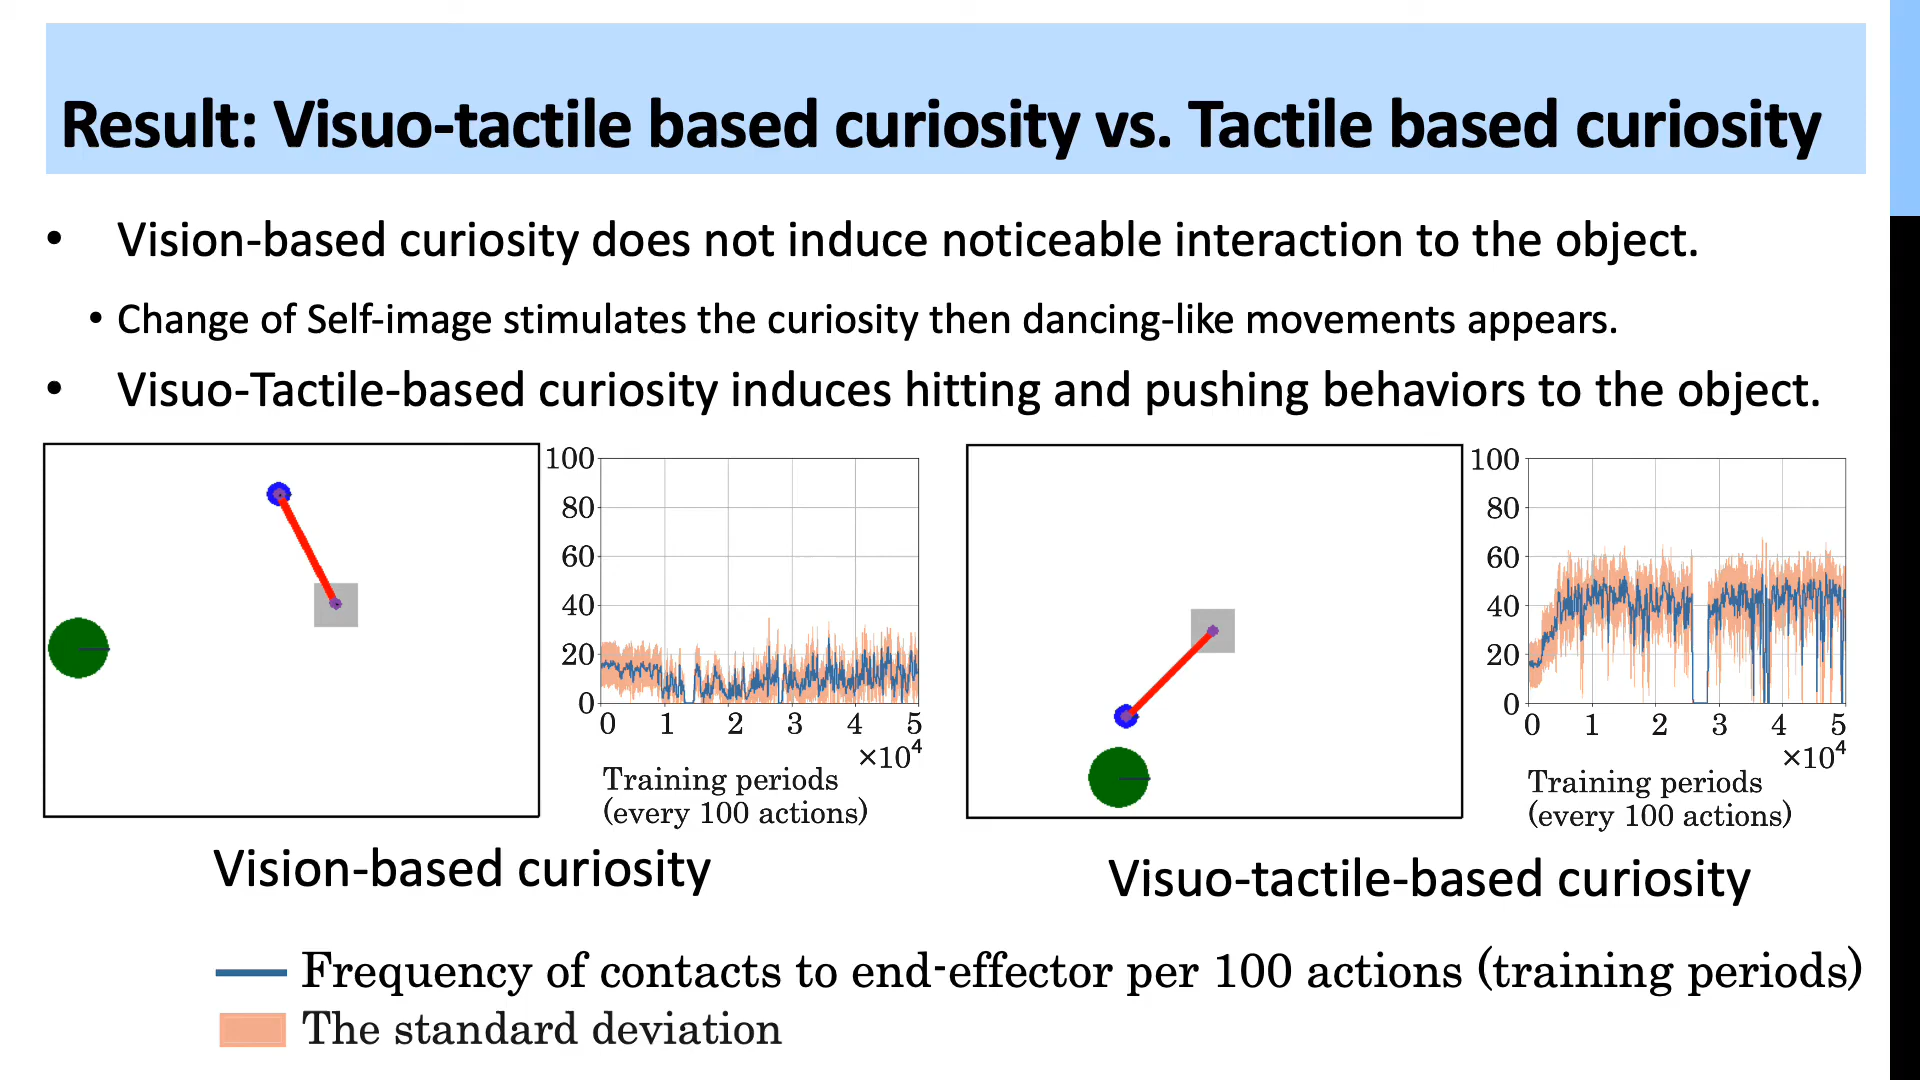 Result: Visuo-tactile based curiosity vs. Tactile based curiosity
• Vision-based curiosity does not induce noticeable interaction to the object.
• Change of Self-image stimulates the curiosity then dancing-like movements appears.
• Visuo-Tactile-based curiosity induces hitting and pushing behaviors to the object.
100
80
60
40
20
0
0 1 2 3 4 5
×10⁴
Training periods
(every 100 actions)
Vision-based curiosity
100
80
60
40
20
0
0 1 2 3 4 5
×10⁴
Training periods
(every 100 actions)
Visuo-tactile-based curiosity
Frequency of contacts to end-effector per 100 actions (training periods)
The standard deviation